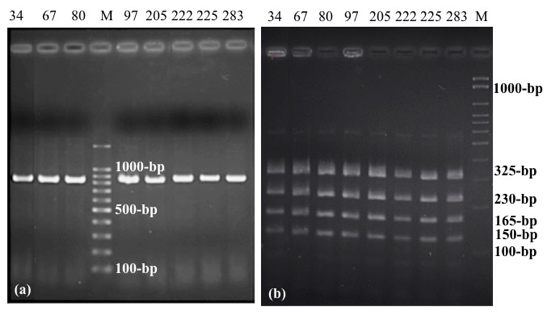 34 67 80 M 97 205 222 225 283
1000-bp
500-bp
100-bp
(a)
34 67 80 97 205 222 225 283 M
1000-bp
325-bp
230-bp
165-bp
150-bp
100-bp
(b)